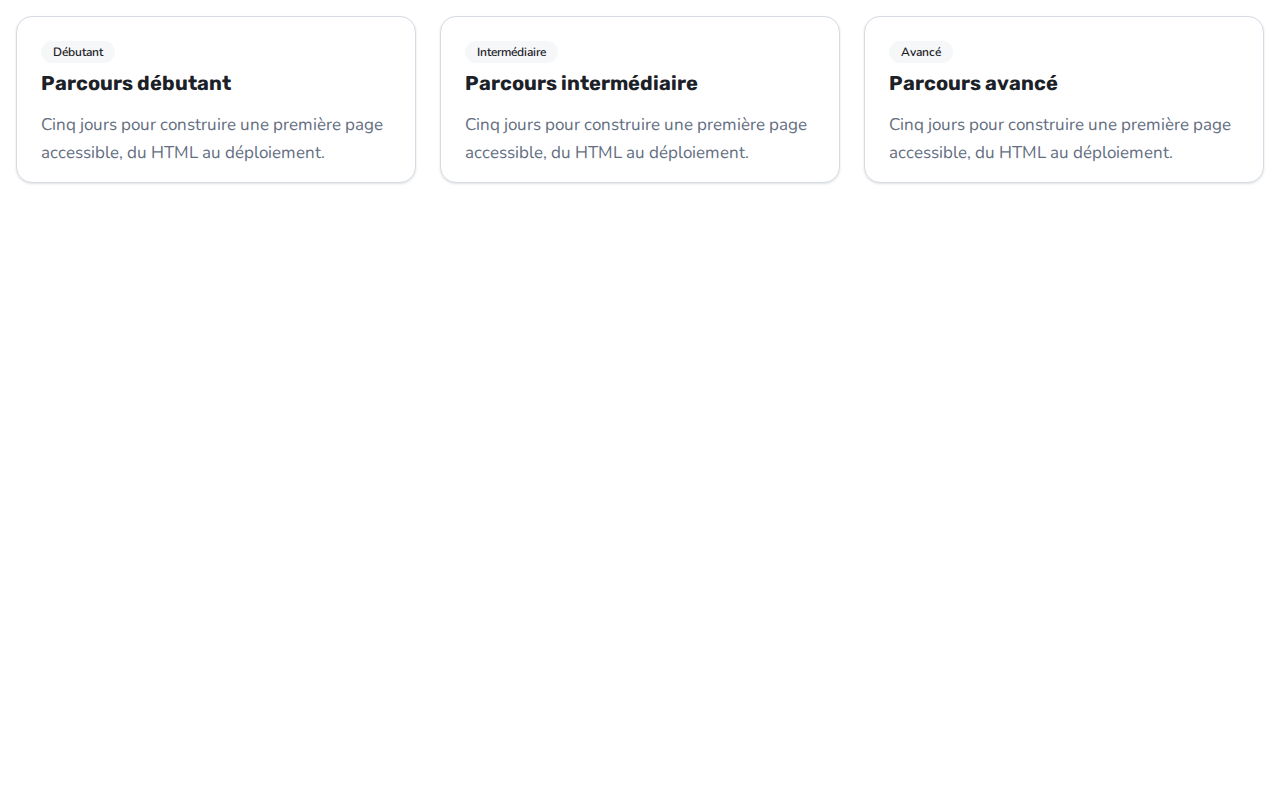 Débutant
Parcours débutant
Cinq jours pour construire une première page
accessible, du HTML au déploiement.
Intermédiaire
Parcours intermédiaire
Cinq jours pour construire une première page
accessible, du HTML au déploiement.
Avancé
Parcours avancé
Cinq jours pour construire une première page
accessible, du HTML au déploiement.